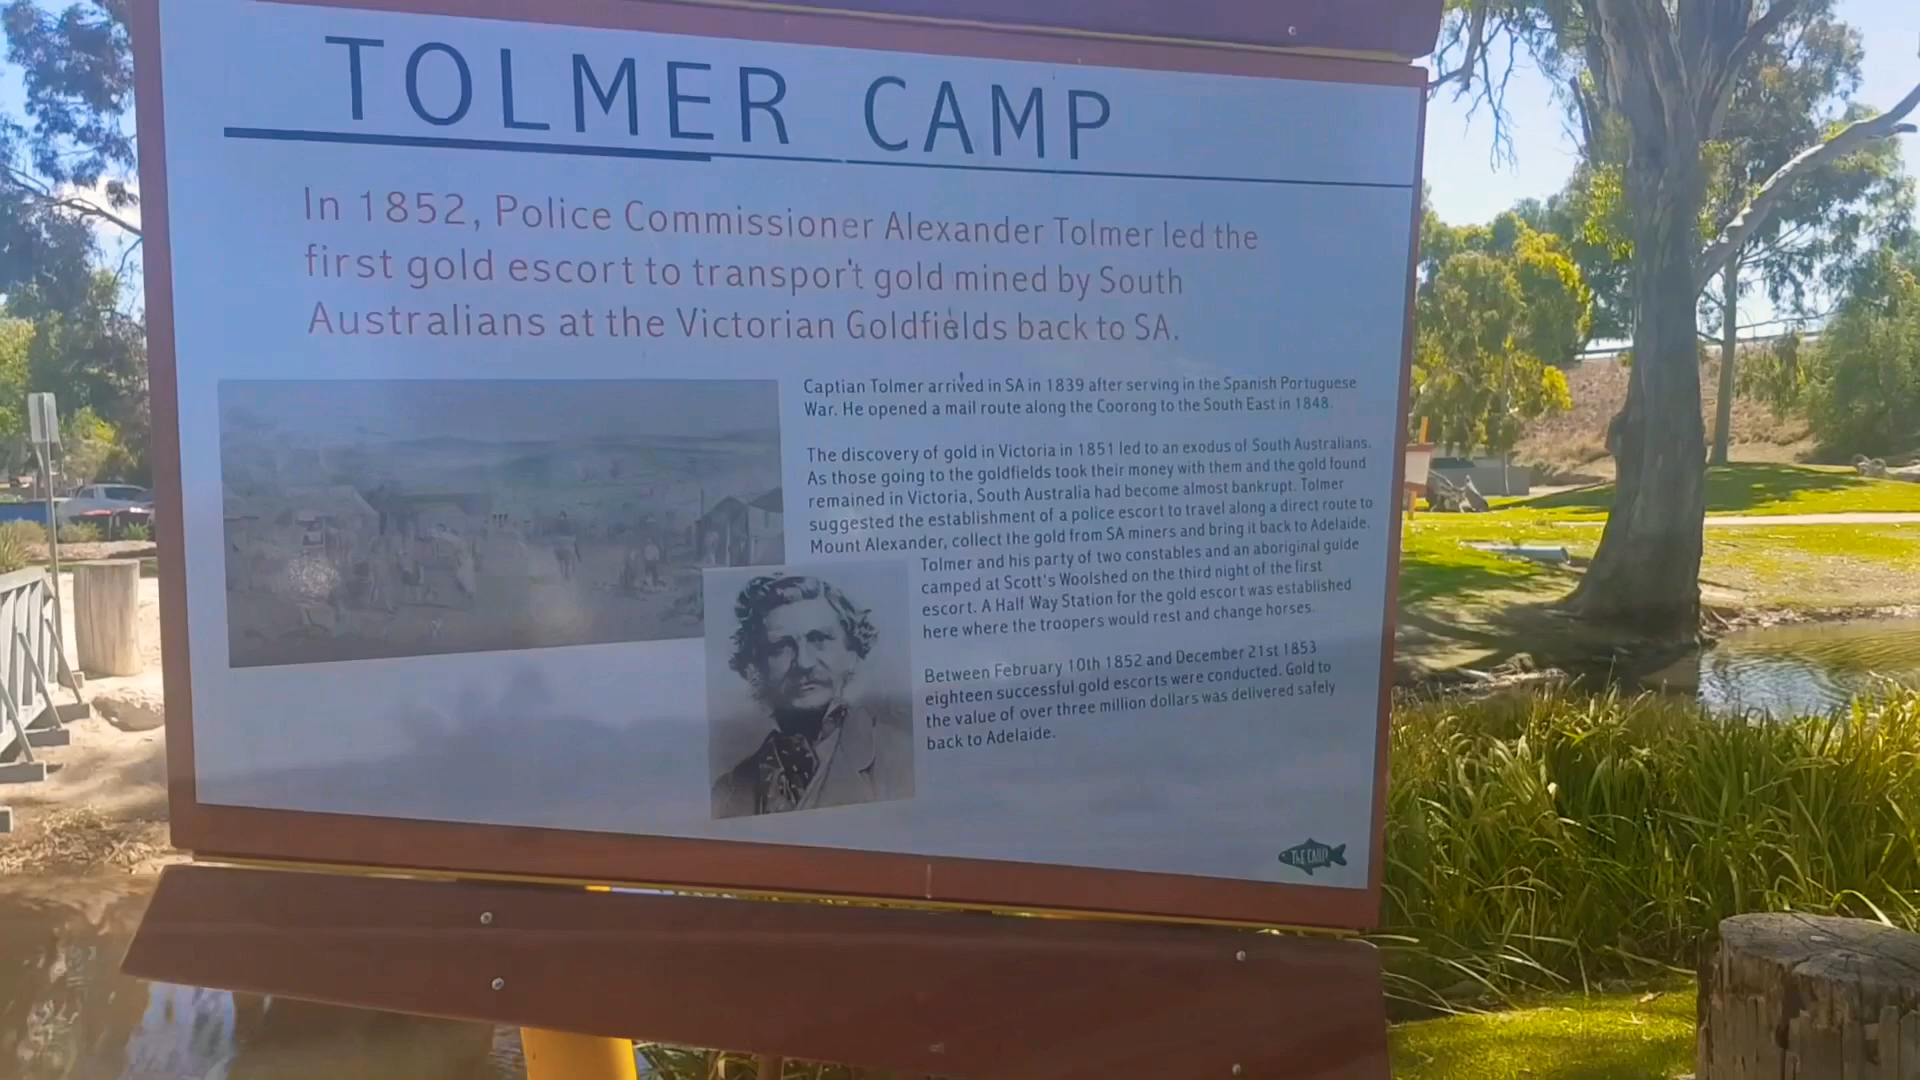 TOLMER CAMP
In 1852, Police Commissioner Alexander Tolmer led the
first gold escort to transport gold mined by South
Australians at the Victorian Goldfields back to SA.
Captian Tolmer arrived in SA in 1839 after serving in the Spanish Portuguese
War. He opened a mail route along the Coorong to the South East in 1848.
The discovery of gold in Victoria in 1851 led to an exodus of South Australians.
As those going to the goldfields took their money with them and the gold found
remained in Victoria, South Australia had become almost bankrupt. Tolmer
suggested the establishment of a police escort to travel along a direct route to
Mount Alexander, collect the gold from SA miners and bring it back to Adelaide.
Tolmer and his party of two constables and an aboriginal guide
camped at Scott's Woolshed on the third night of the first
escort. A Half Way Station for the gold escort was established
here where the troopers would rest and change horses.
Between February 10th 1852 and December 21st 1853
eighteen successful gold escorts were conducted. Gold to
the value of over three million dollars was delivered safely
back to Adelaide.
THE CAMP